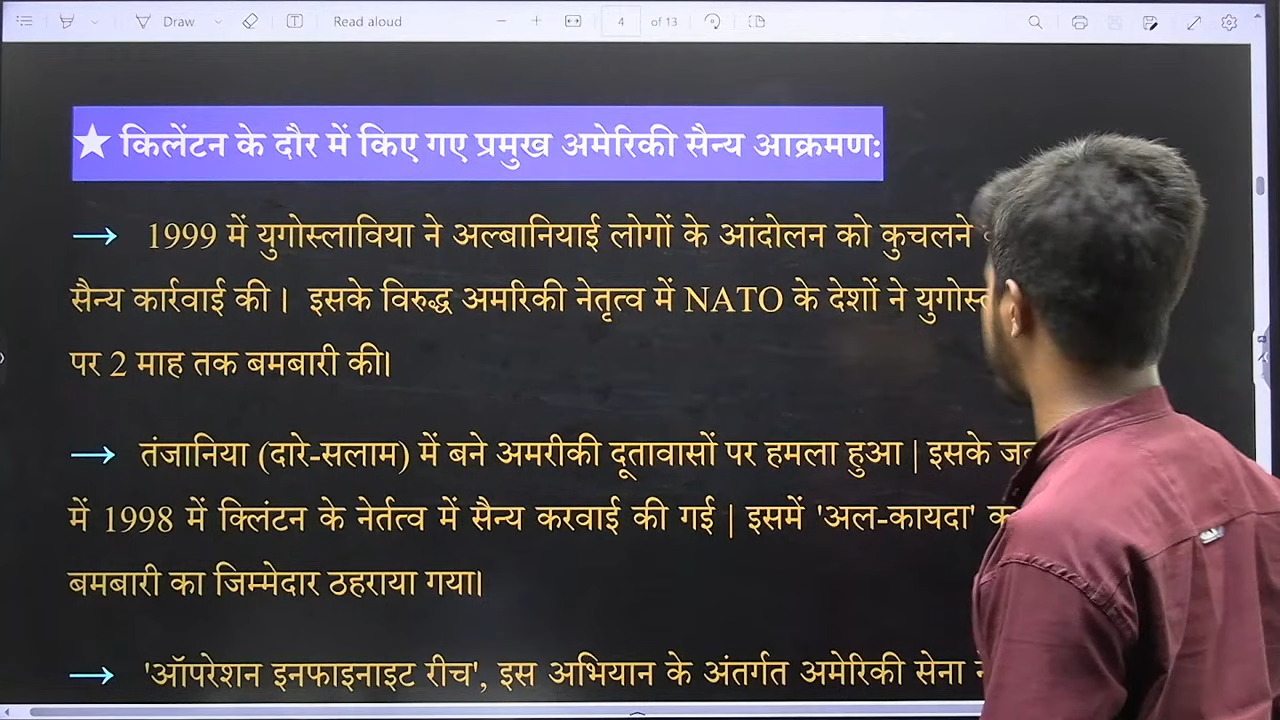 Draw
Read aloud
4 of 13
★ किलेंटन के दौर में किए गए प्रमुख अमेरिकी सैन्य आक्रमण:
→ 1999 में युगोस्लाविया ने अल्बानियाई लोगों के आंदोलन को कुचलने
सैन्य कार्रवाई की। इसके विरुद्ध अमरिकी नेतृत्व में NATO के देशों ने
पर 2 माह तक बमबारी की।
→ तंजानिया (दारे-सलाम) में बने अमरीकी दूतावासों पर हमला हुआ | इसके
में 1998 में क्लिंटन के नेर्तत्व में सैन्य करवाई की गई | इसमें 'अल-कायदा'
बमबारी का जिम्मेदार ठहराया गया।
→ 'ऑपरेशन इनफाइनाइट रीच', इस अभियान के अंतर्गत अमेरिकी सेना